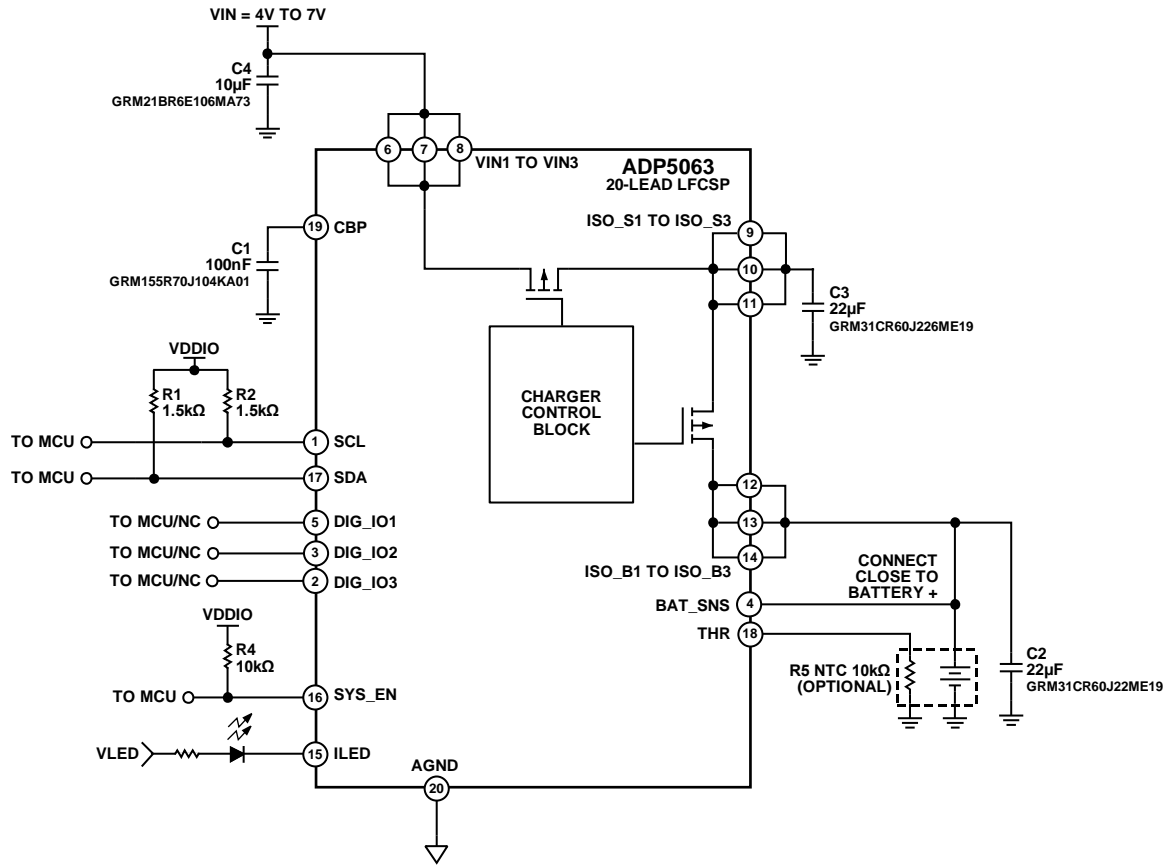 VIN = 4V TO 7V
C4
10µF
GRM21BR6E106MA73
6
7
8
VIN1 TO VIN3
ADP5063
20-LEAD LFCSP
19
CBP
C1
100nF
GRM155R70J104KA01
ISO_S1 TO ISO_S3
9
10
11
C3
22µF
GRM31CR60J226ME19
VDDIO
R1
1.5kΩ
R2
1.5kΩ
CHARGER
CONTROL
BLOCK
TO MCU
1
SCL
TO MCU
17
SDA
TO MCU/NC
5
DIG_IO1
TO MCU/NC
3
DIG_IO2
TO MCU/NC
2
DIG_IO3
12
13
14
ISO_B1 TO ISO_B3
CONNECT
CLOSE TO
BATTERY +
BAT_SNS
4
THR
18
VDDIO
R4
10kΩ
TO MCU
16
SYS_EN
R5 NTC 10kΩ
(OPTIONAL)
C2
22µF
GRM31CR60J22ME19
VLED
15
ILED
AGND
20